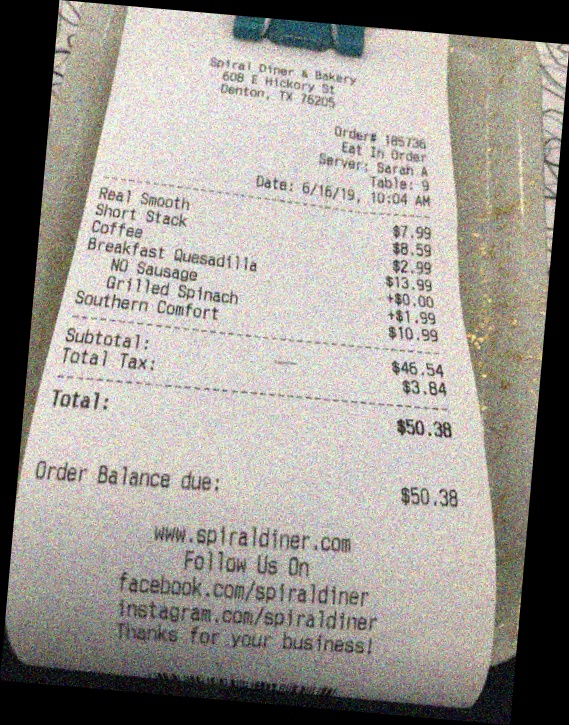 Spiral Diner & Bakery
608 E Hickory St
Denton, TX 76205
Order# 185736
Eat In Order
Server: Sarah A
Table: 9
Date: 6/16/19, 10:04 AM
Real Smooth $7.99
Short Stack $8.59
Coffee $2.99
Breakfast Quesadilla $13.99
NO Sausage +$0.00
Grilled Spinach +$1.99
Southern Comfort $10.99
Subtotal: $46.54
Total Tax: $3.84
Total: $50.38
Order Balance due: $50.38
www.spiraldiner.com
Follow Us On
facebook.com/spiraldiner
instagram.com/spiraldiner
Thanks for your business!